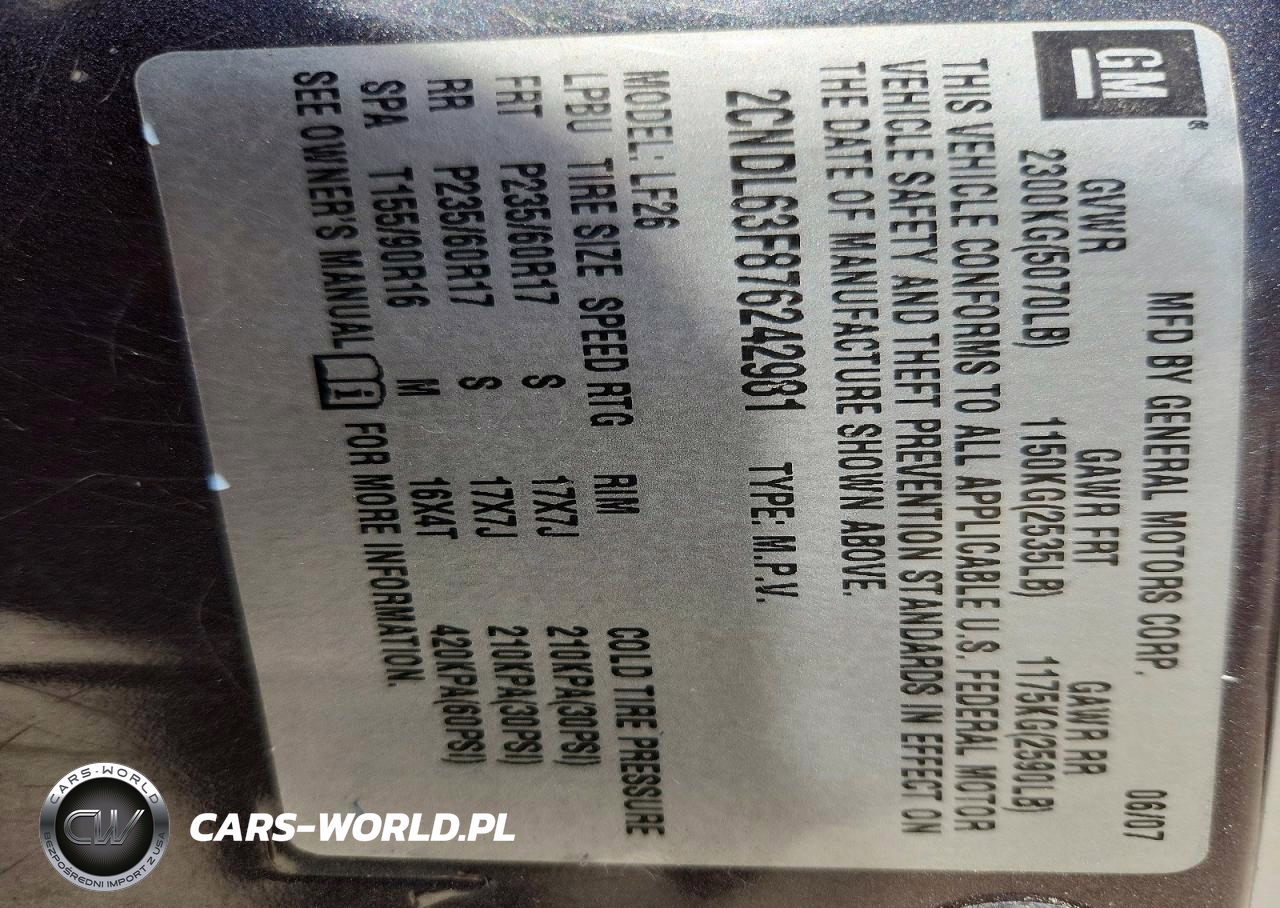 GM®
MFD BY GENERAL MOTORS CORP. 06/07
GVWR GAWR FRT GAWR RR
2300KG(5070LB) 1150KG(2535LB) 1175KG(2590LB)
THIS VEHICLE CONFORMS TO ALL APPLICABLE U.S. FEDERAL MOTOR
VEHICLE SAFETY AND THEFT PREVENTION STANDARDS IN EFFECT ON
THE DATE OF MANUFACTURE SHOWN ABOVE.
2CNDL63F876242981 TYPE: M.P.V.
MODEL: LF26
LPBU TIRE SIZE SPEED RTG RIM COLD TIRE PRESSURE
FRT P235/60R17 S 17X7J 210KPA(30PSI)
RR P235/60R17 S 17X7J 210KPA(30PSI)
SPA T155/90R16 M 16X4T 420KPA(60PSI)
SEE OWNER'S MANUAL i FOR MORE INFORMATION.
CARS-WORLD
CW
BEZPOŚREDNI IMPORT Z USA
CARS-WORLD.PL